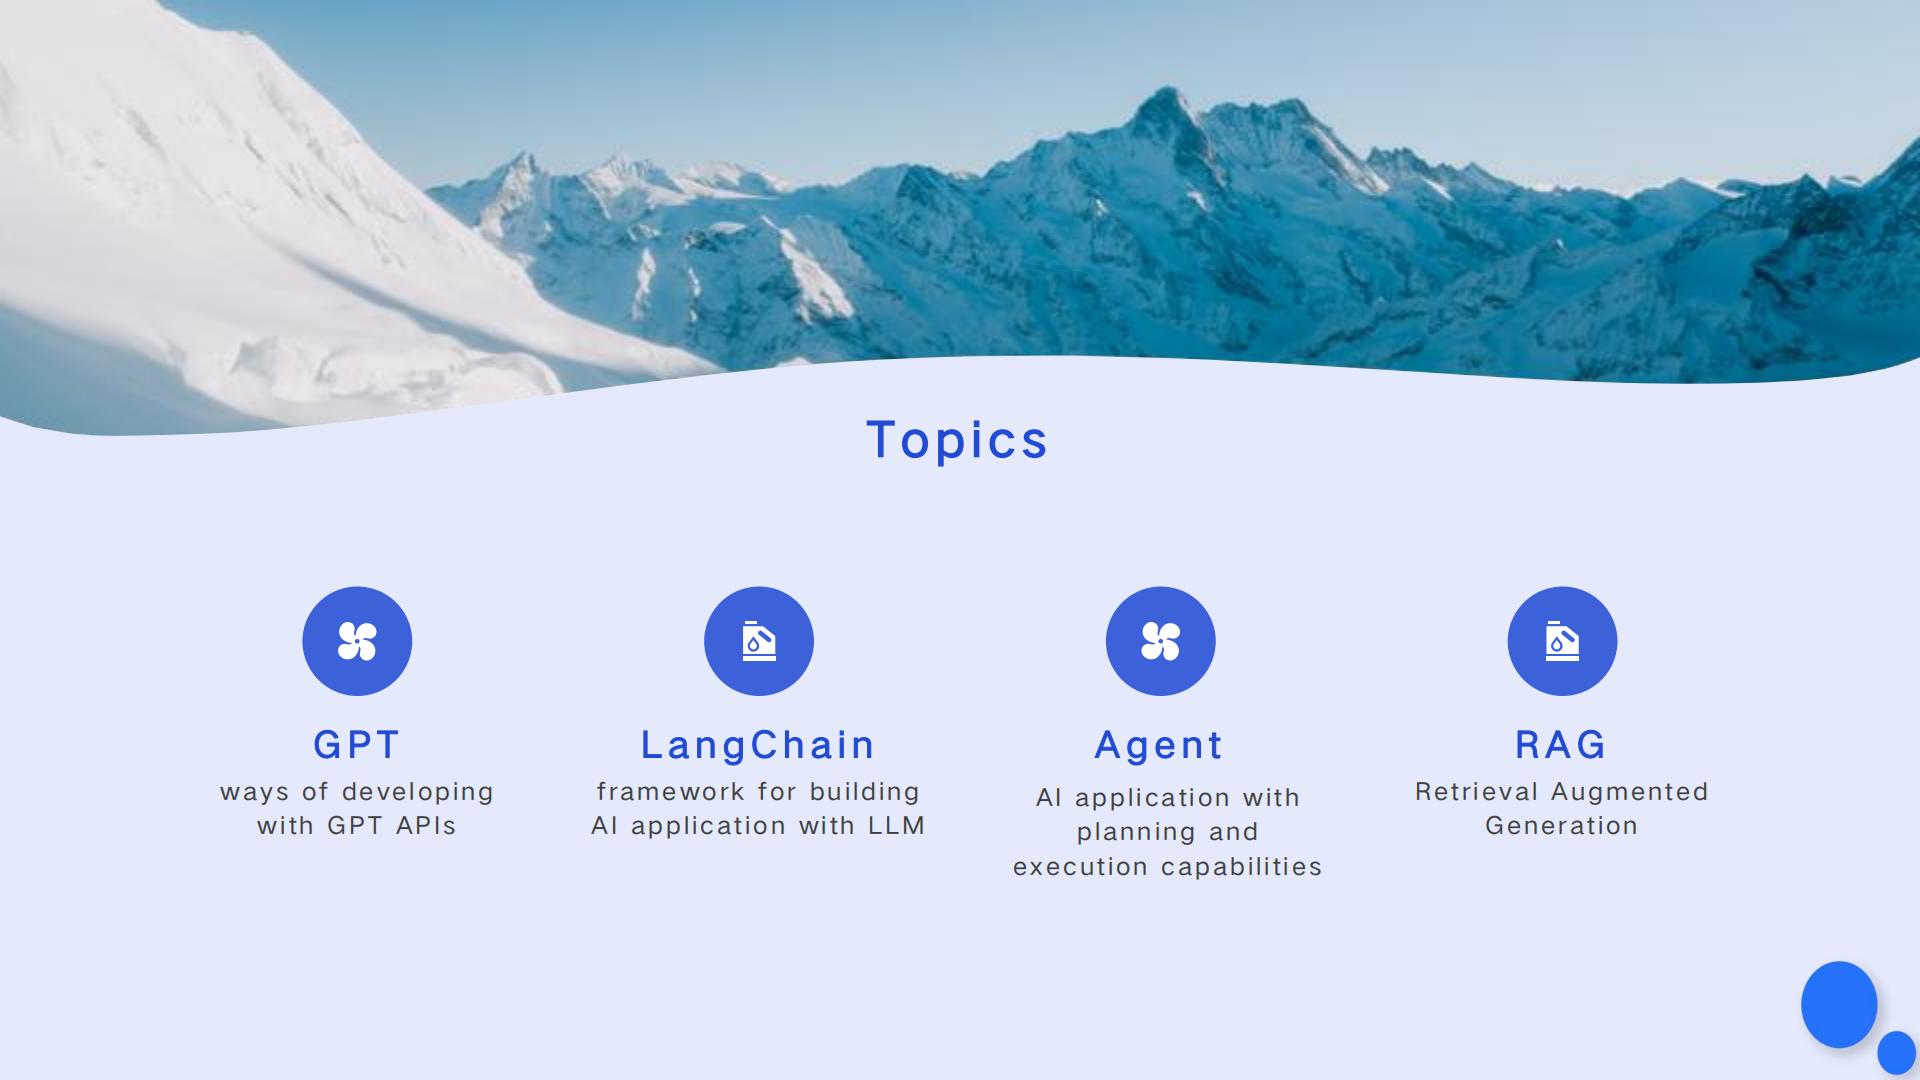 Topics
GPT
ways of developing
with GPT APIs
LangChain
framework for building
AI application with LLM
Agent
AI application with
planning and
execution capabilities
RAG
Retrieval Augmented
Generation